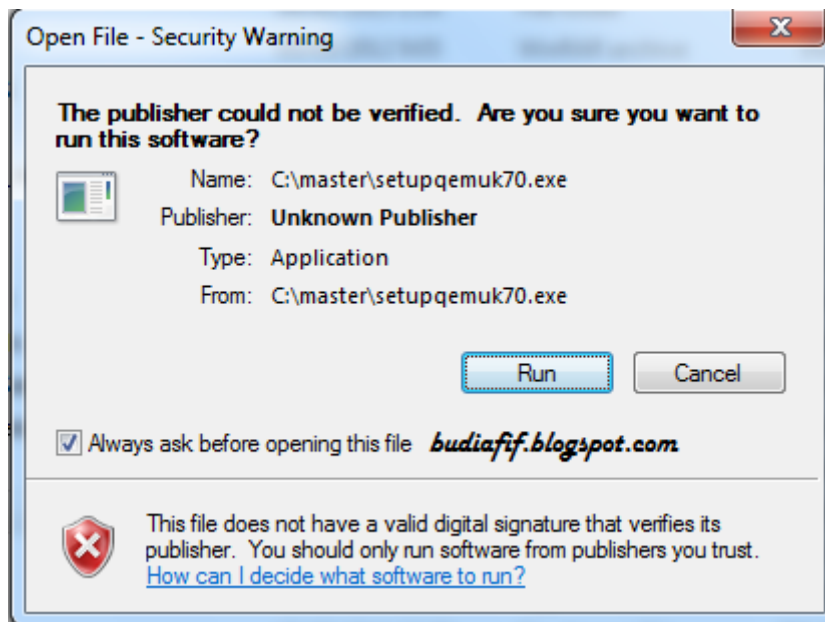 Open File - Security Warning
The publisher could not be verified. Are you sure you want to
run this software?
Name: C:\master\setupqemuk70.exe
Publisher: Unknown Publisher
Type: Application
From: C:\master\setupqemuk70.exe
Run Cancel
Always ask before opening this file budiafif.blogspot.com
This file does not have a valid digital signature that verifies its
publisher. You should only run software from publishers you trust.
How can I decide what software to run?